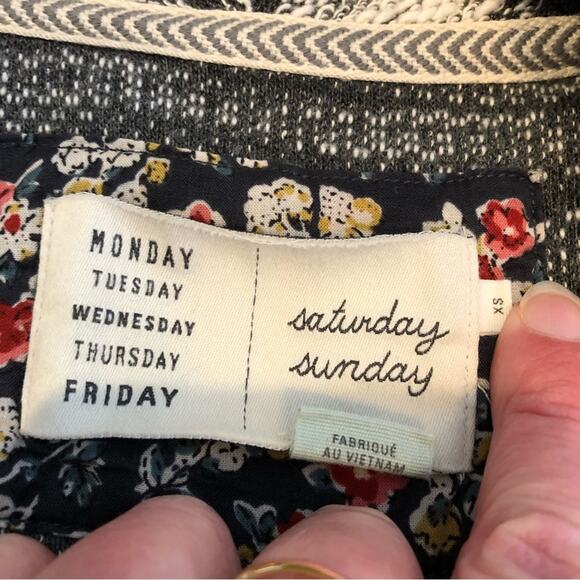 MONDAY
TUESDAY
WEDNESDAY
THURSDAY
FRIDAY
saturday
sunday
XS
FABRIQUÉ
AU VIETNAM